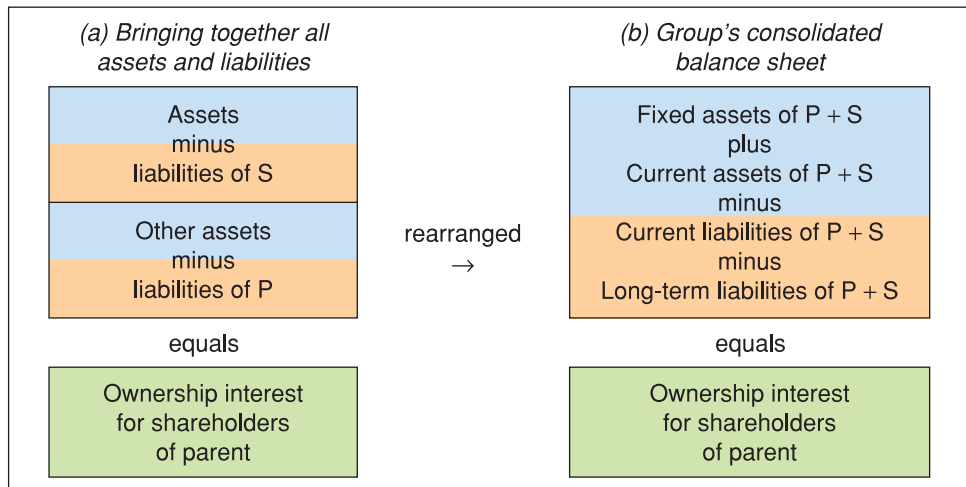 (a) Bringing together all
assets and liabilities
Assets
minus
liabilities of S
Other assets
minus
liabilities of P
equals
Ownership interest
for shareholders
of parent
rearranged
→
(b) Group's consolidated
balance sheet
Fixed assets of P + S
plus
Current assets of P + S
minus
Current liabilities of P + S
minus
Long-term liabilities of P + S
equals
Ownership interest
for shareholders
of parent